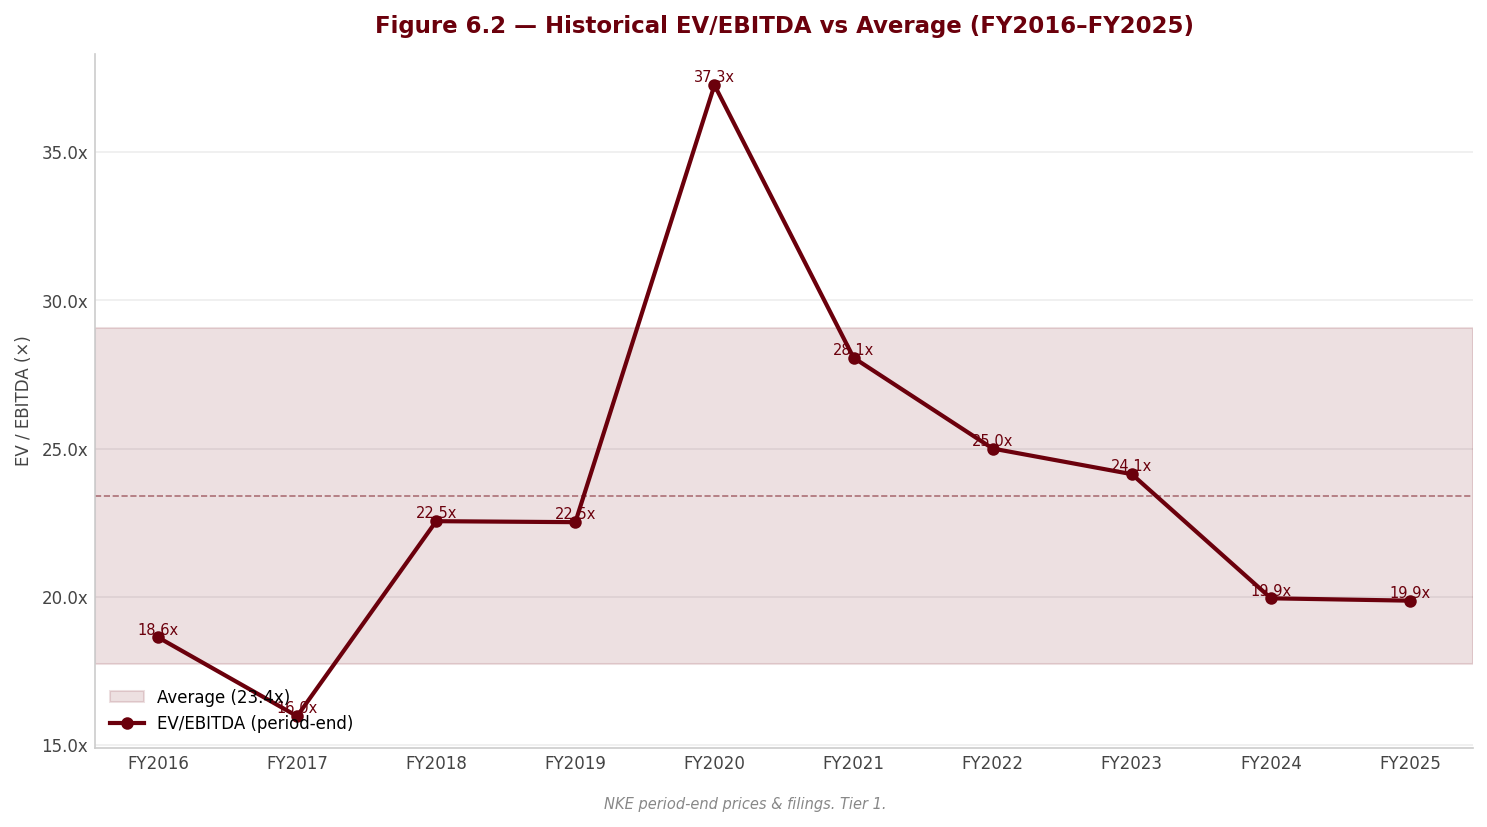 Figure 6.2 — Historical EV/EBITDA vs Average (FY2016–FY2025)
EV / EBITDA (×)
35.0x
30.0x
25.0x
20.0x
15.0x
18.6x
16.0x
22.5x
22.5x
37.3x
28.1x
25.0x
24.1x
19.9x
19.9x
Average (23.4x)
EV/EBITDA (period-end)
FY2016 FY2017 FY2018 FY2019 FY2020 FY2021 FY2022 FY2023 FY2024 FY2025
NKE period-end prices & filings. Tier 1.